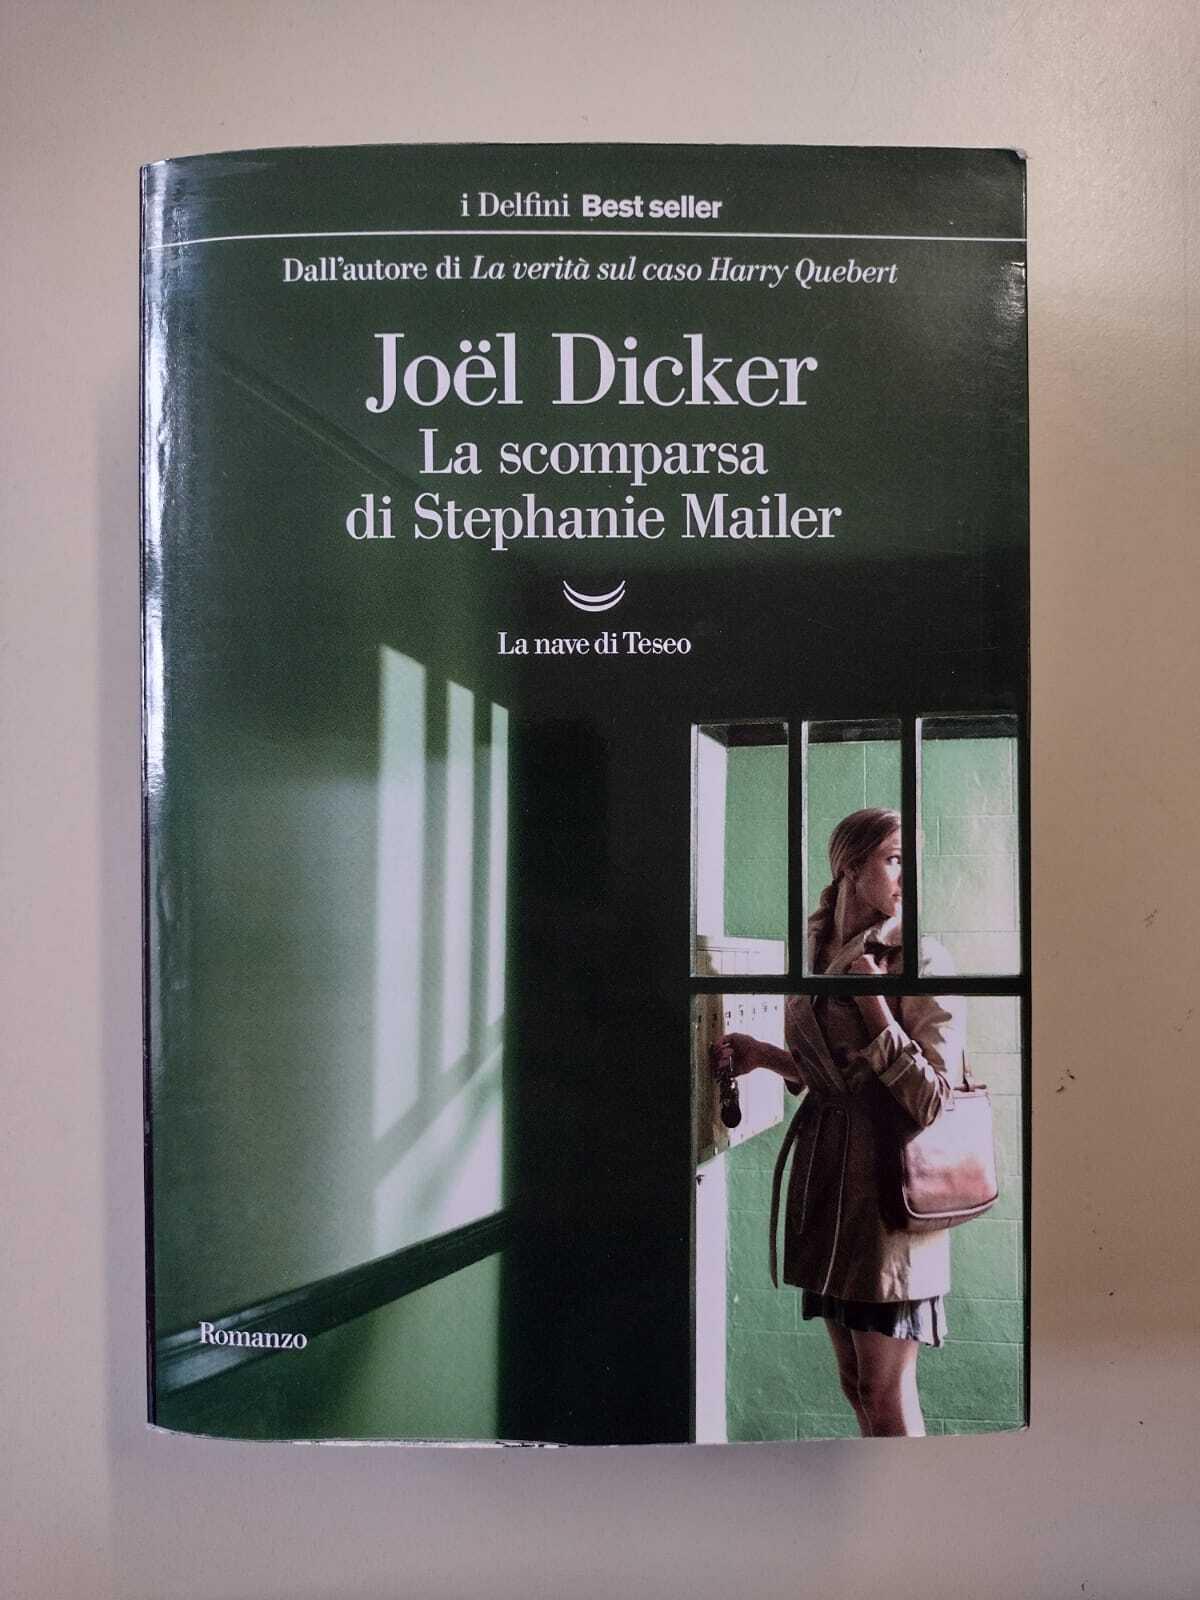 i Delfini Best seller
Dall'autore di La verità sul caso Harry Quebert
Joël Dicker
La scomparsa
di Stephanie Mailer
La nave di Teseo
Romanzo